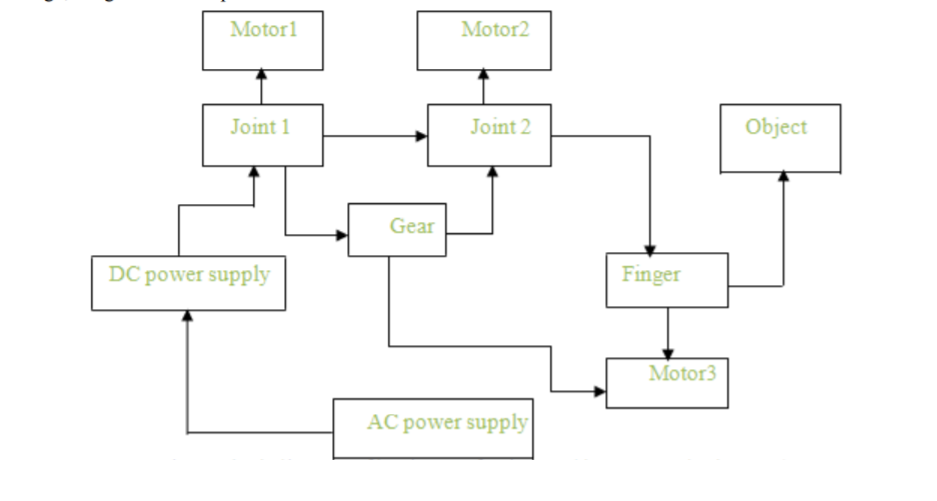 Motor1
Motor2
Joint 1
Joint 2
Object
Gear
DC power supply
Finger
Motor3
AC power supply